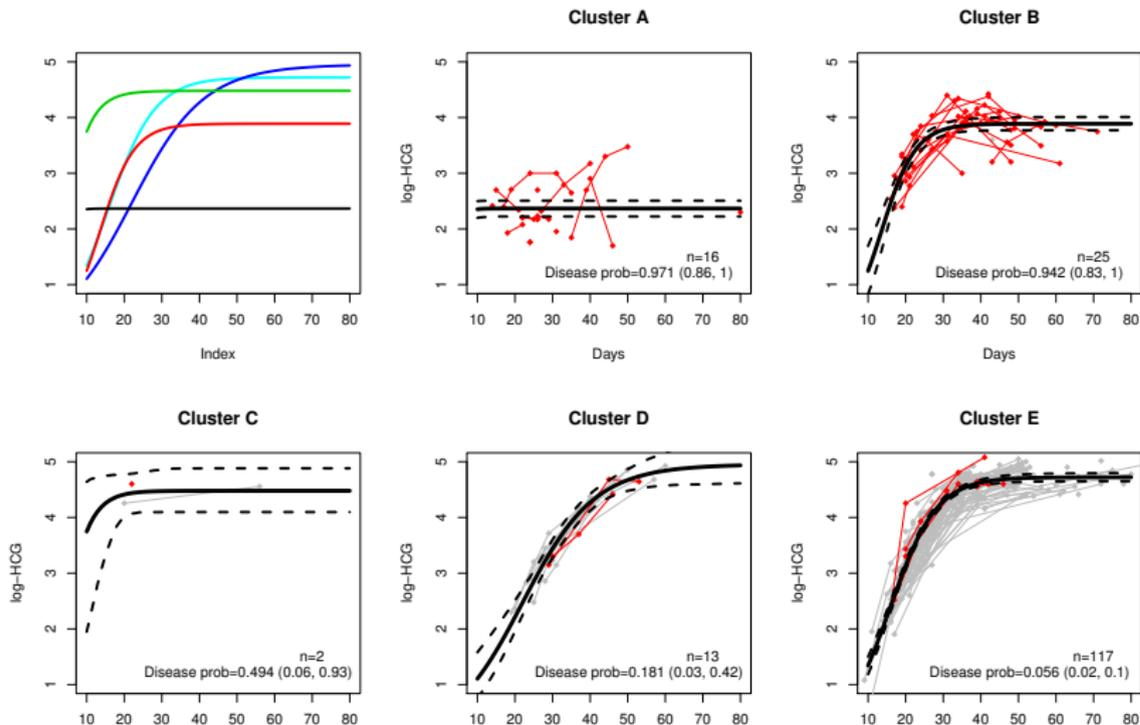 Cluster A
Cluster B
5
4
3
2
1
10 20 30 40 50 60 70 80
Index
log-HCG
5
4
3
2
1
n=16
Disease prob=0.971 (0.86, 1)
10 20 30 40 50 60 70 80
Days
log-HCG
5
4
3
2
1
n=25
Disease prob=0.942 (0.83, 1)
10 20 30 40 50 60 70 80
Days
Cluster C
Cluster D
Cluster E
log-HCG
5
4
3
2
1
n=2
Disease prob=0.494 (0.06, 0.93)
10 20 30 40 50 60 70 80
log-HCG
5
4
3
2
1
n=13
Disease prob=0.181 (0.03, 0.42)
10 20 30 40 50 60 70 80
log-HCG
5
4
3
2
1
n=117
Disease prob=0.056 (0.02, 0.1)
10 20 30 40 50 60 70 80